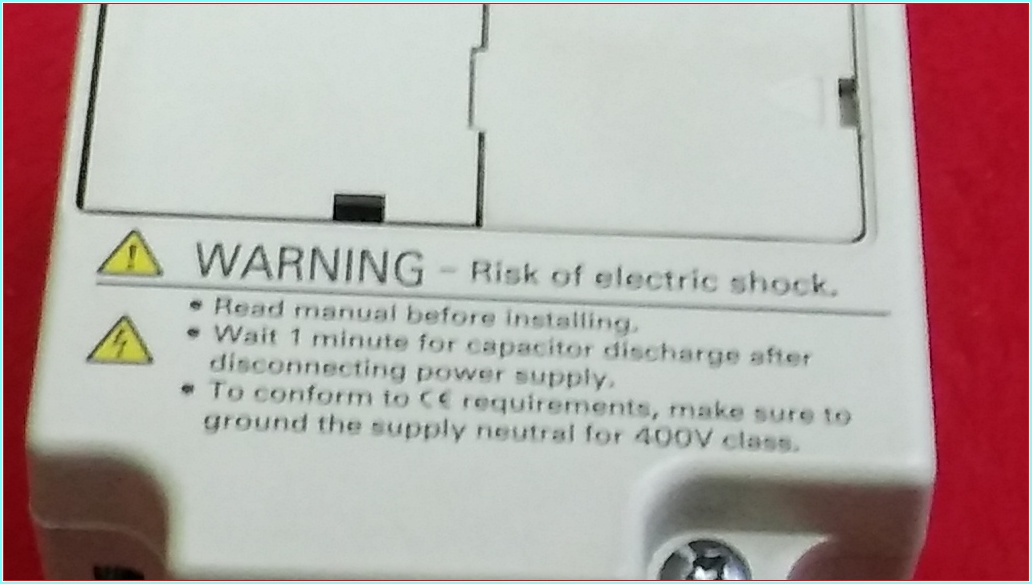 WARNING - Risk of electric shock.
• Read manual before installing.
• Wait 1 minute for capacitor discharge after
disconnecting power supply.
• To conform to CE requirements, make sure to
ground the supply neutral for 400V class.